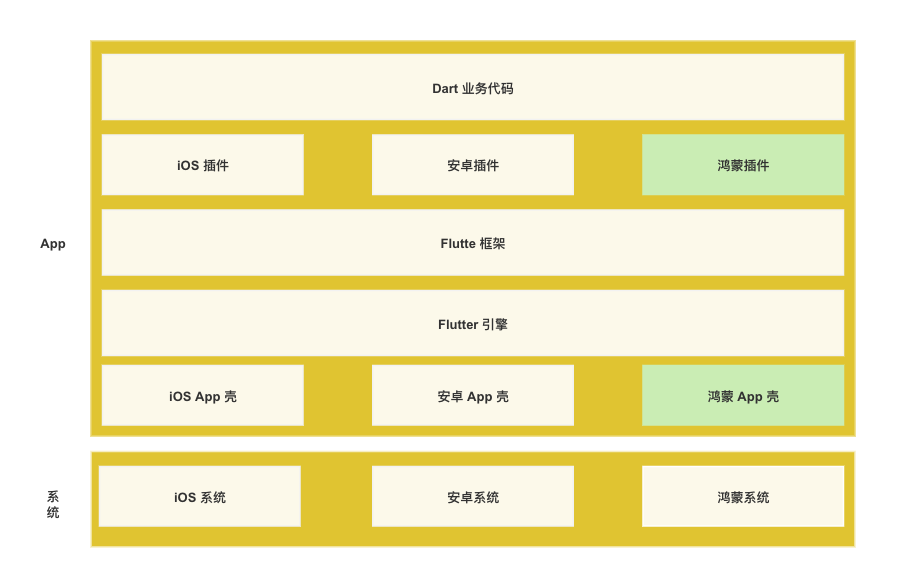 Dart 业务代码
iOS 插件
安卓插件
鸿蒙插件
App
Flutte 框架
Flutter 引擎
iOS App 壳
安卓 App 壳
鸿蒙 App 壳
系
统
iOS 系统
安卓系统
鸿蒙系统